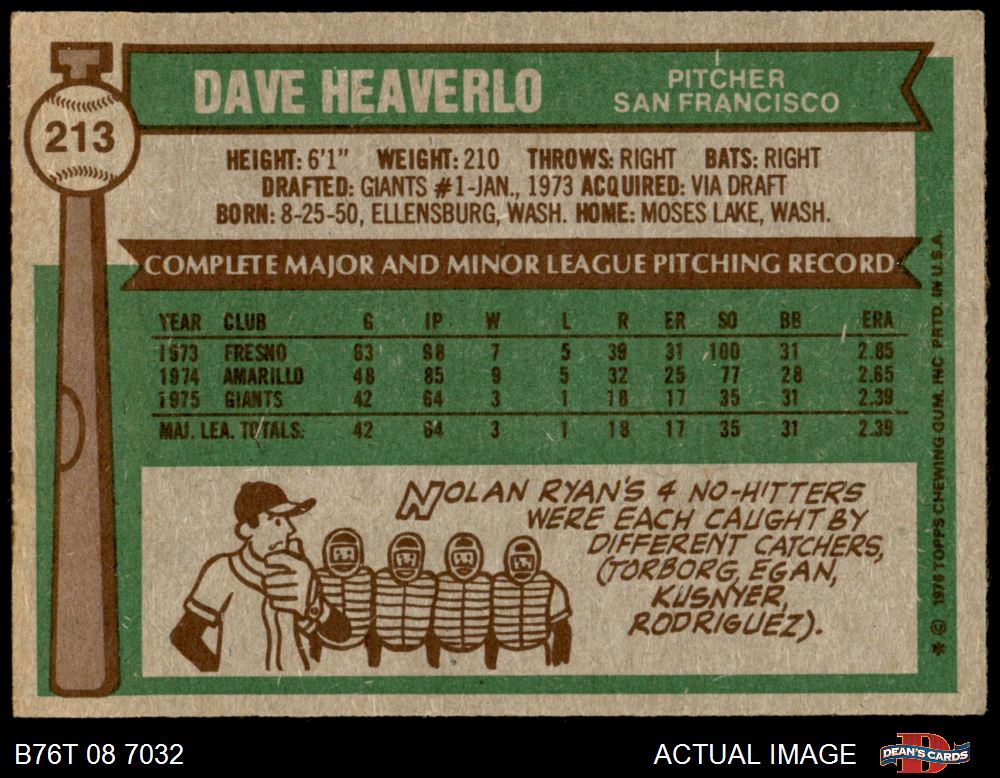 213
DAVE HEAVERLO
PITCHER
SAN FRANCISCO
HEIGHT: 6'1" WEIGHT: 210 THROWS: RIGHT BATS: RIGHT
DRAFTED: GIANTS #1-JAN., 1973 ACQUIRED: VIA DRAFT
BORN: 8-25-50, ELLENSBURG, WASH. HOME: MOSES LAKE, WASH.
COMPLETE MAJOR AND MINOR LEAGUE PITCHING RECORD
YEAR CLUB G IP W L R ER SO BB ERA
1973 FRESNO 63 98 7 5 39 31 100 31 2.85
1974 AMARILLO 48 85 9 5 32 25 77 28 2.65
1975 GIANTS 42 64 3 1 18 17 35 31 2.39
MAJ. LEA. TOTALS: 42 64 3 1 18 17 35 31 2.39
NOLAN RYAN'S 4 NO-HITTERS
WERE EACH CAUGHT BY
DIFFERENT CATCHERS,
(TORBORG, EGAN,
KUSNYER,
RODRIGUEZ).
* © 1976 TOPPS CHEWING GUM, INC PRTD. IN U.S.A.
B76T 08 7032
ACTUAL IMAGE
DEAN'S CARDS